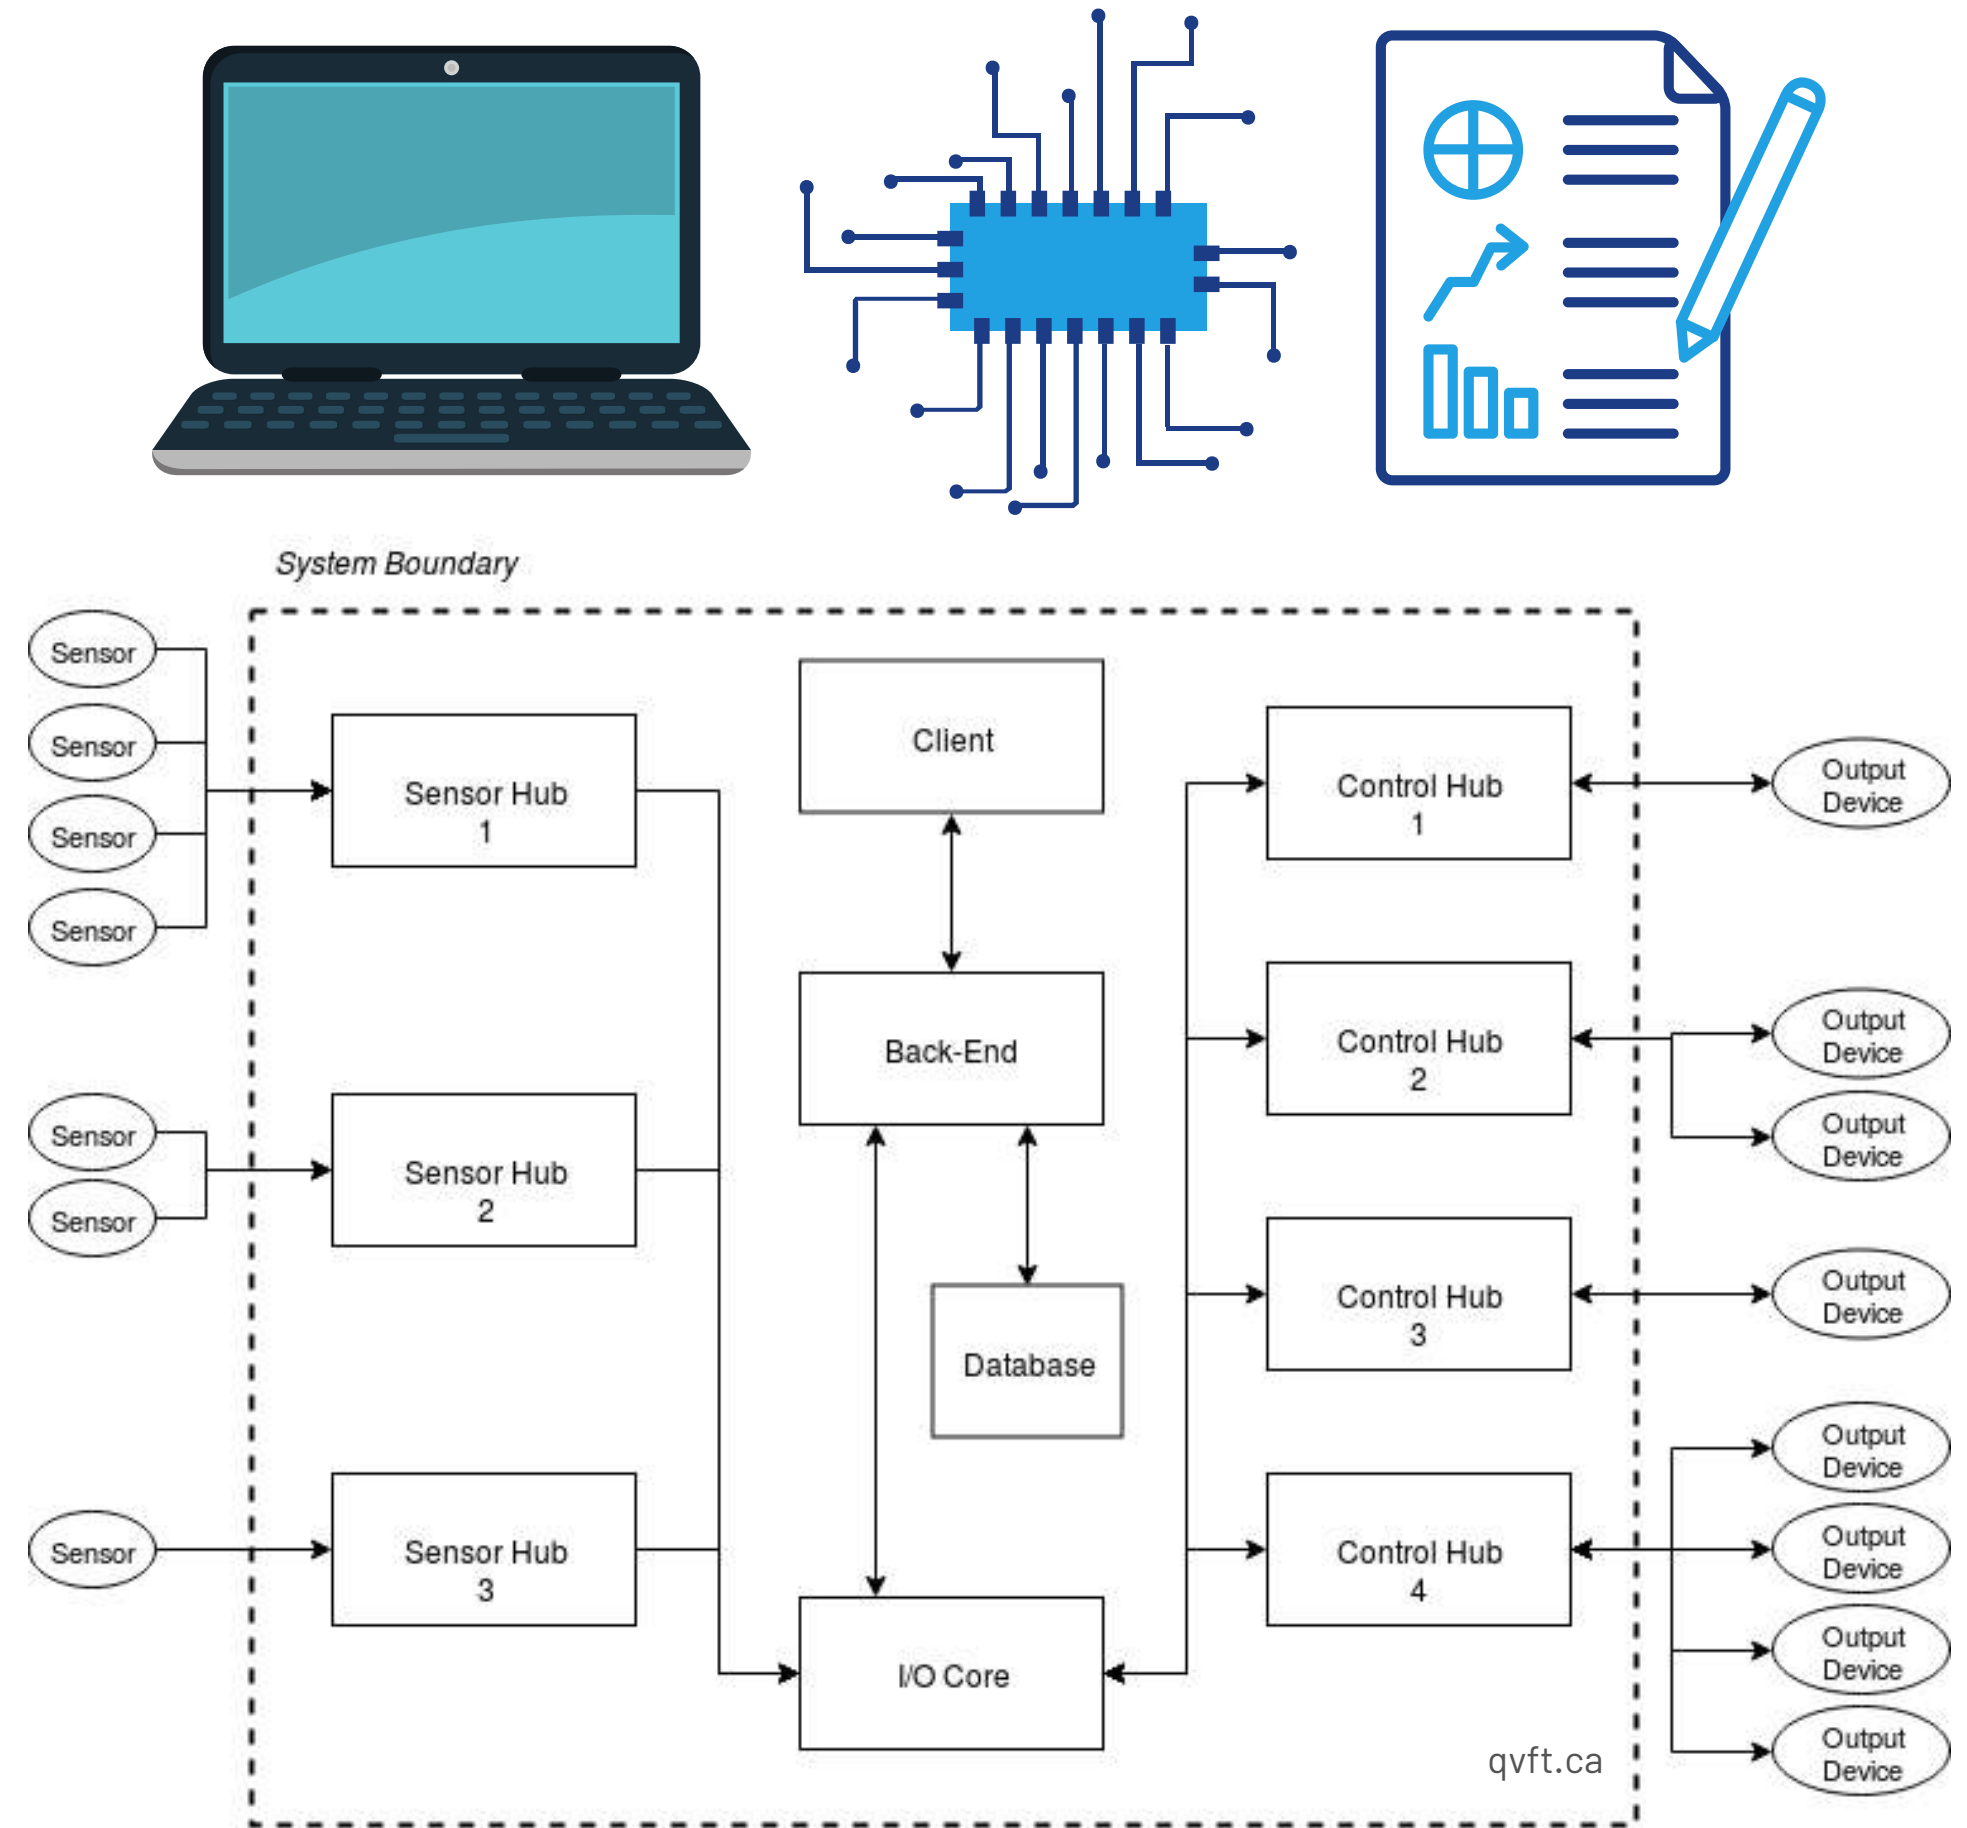 System Boundary
Sensor
Sensor
Sensor
Sensor
Sensor Hub
1
Sensor
Sensor
Sensor Hub
2
Sensor
Sensor Hub
3
Client
Back-End
Database
I/O Core
Control Hub
1
Control Hub
2
Control Hub
3
Control Hub
4
Output
Device
Output
Device
Output
Device
Output
Device
Output
Device
Output
Device
Output
Device
Output
Device
qvft.ca